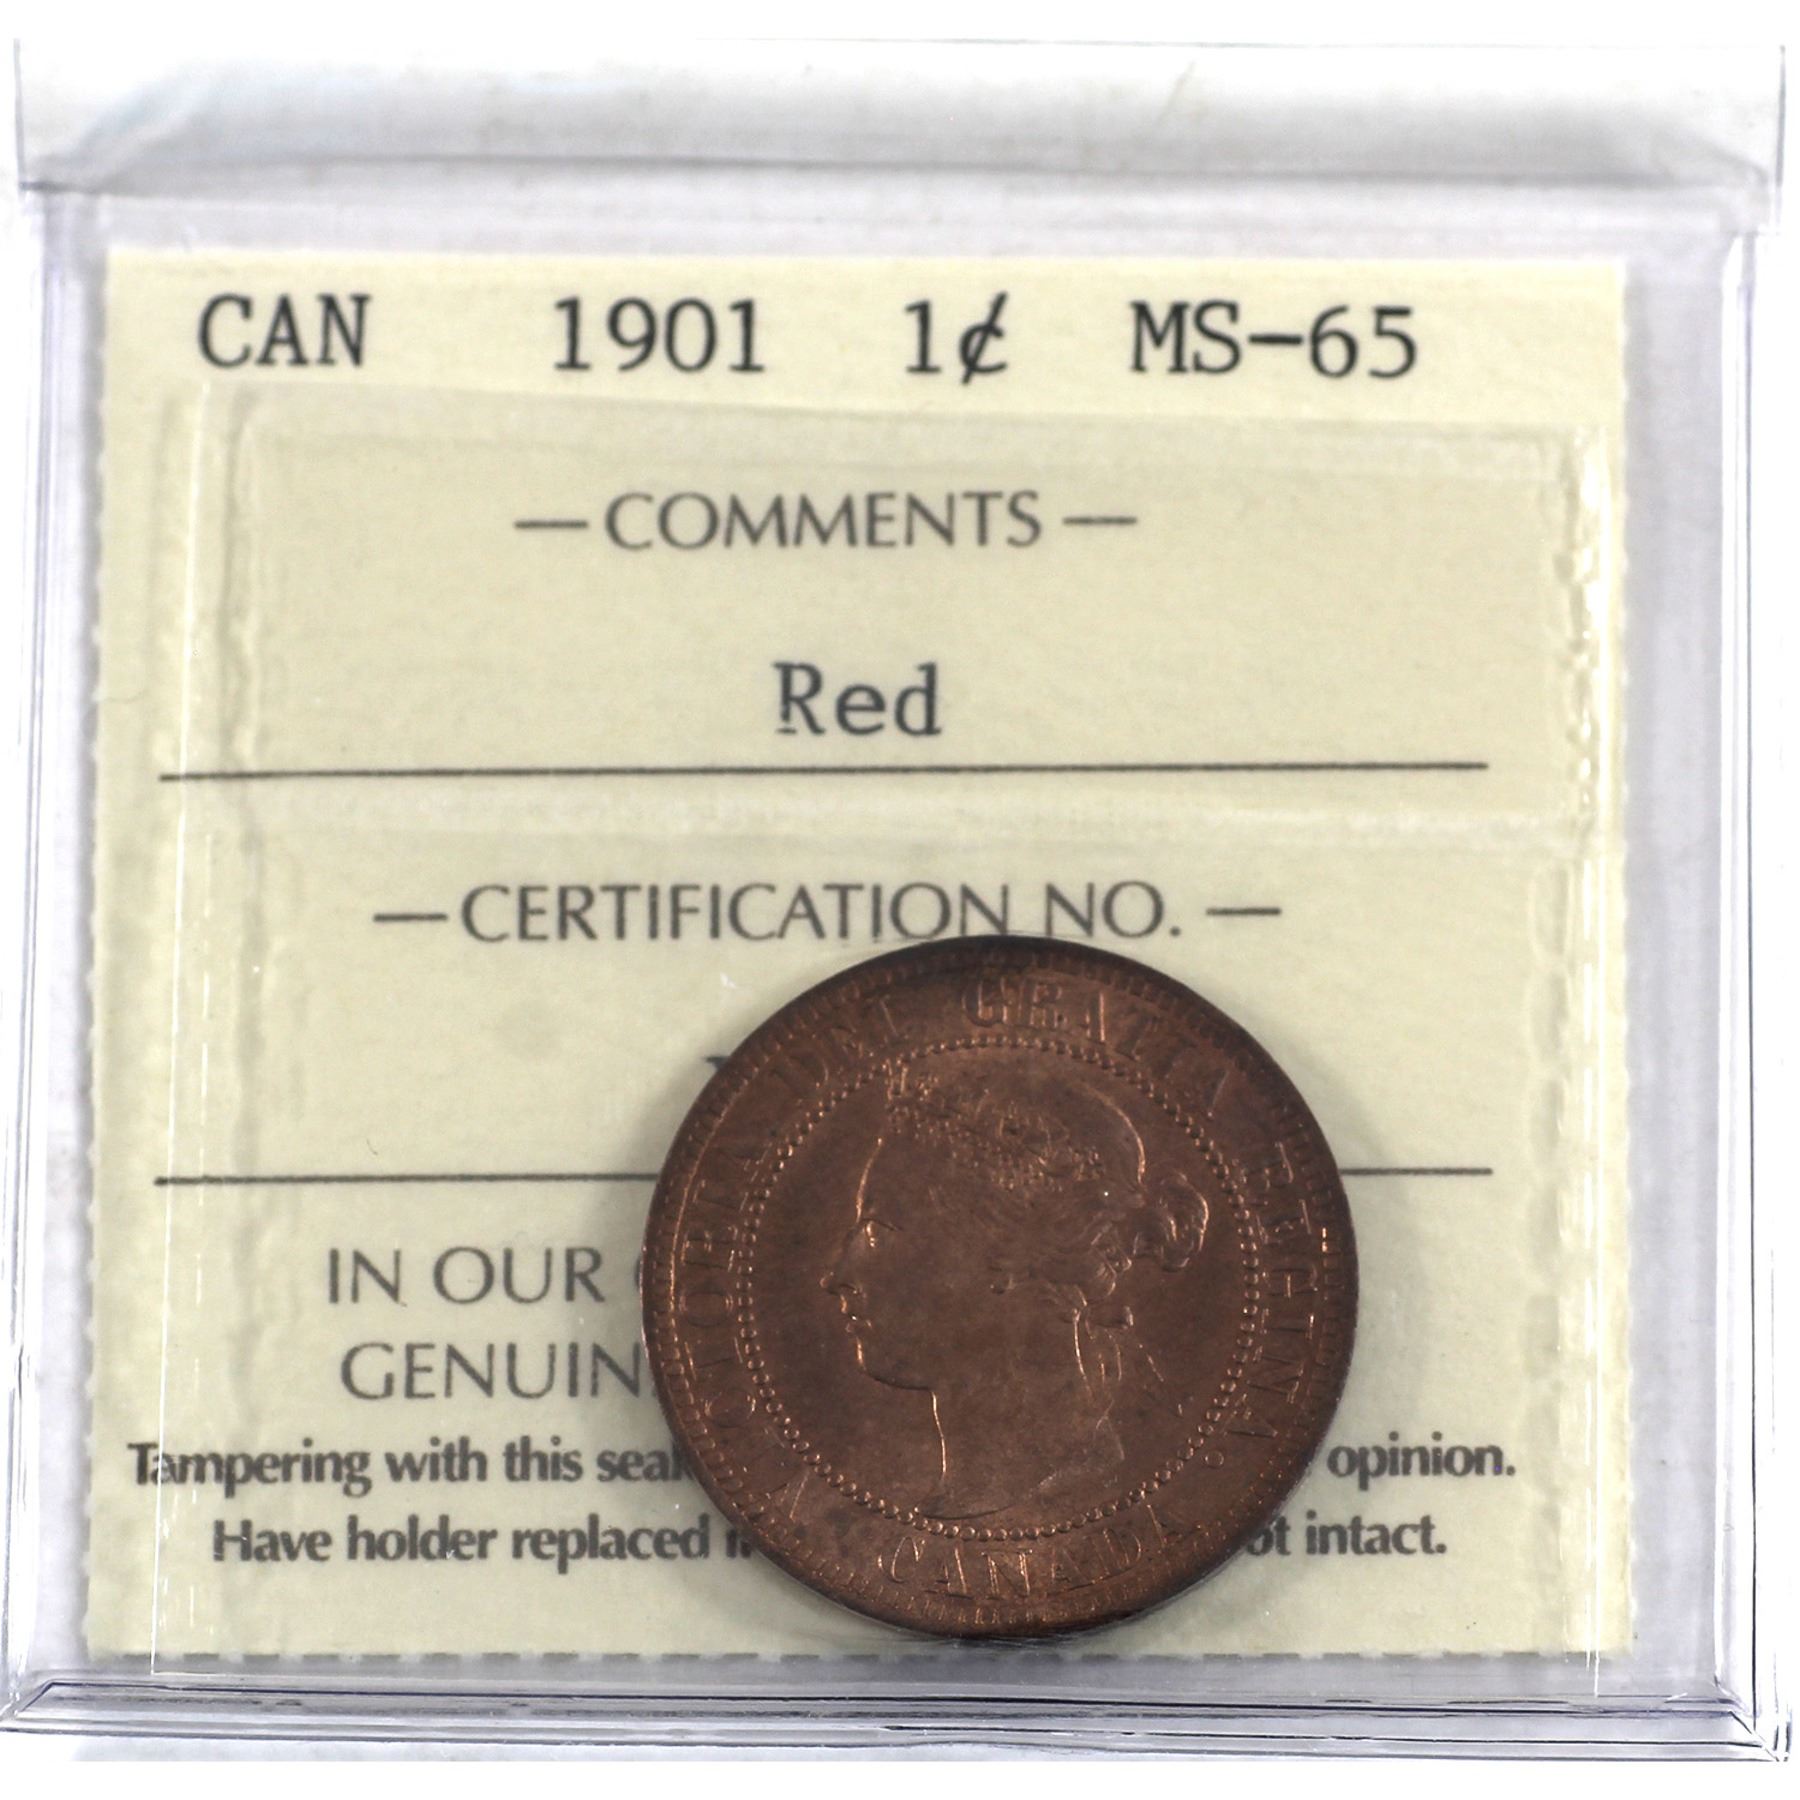 CAN 1901 1¢ MS-65
— COMMENTS —
Red
— CERTIFICATION NO. —
IN OUR
GENUIN
Tampering with this seal opinion.
Have holder replaced ot intact.
VICTORIA DEI GRATIA REGINA.
CANADA